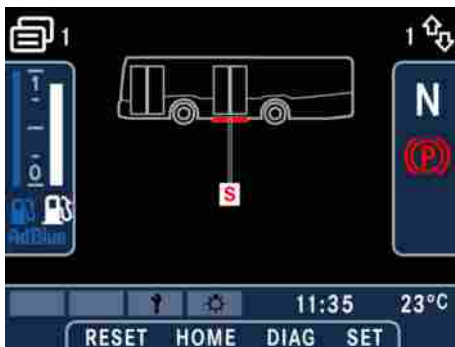 1
1
1
0
N
(P)
S
AdBlue
11:35 23°C
RESET HOME DIAG SET